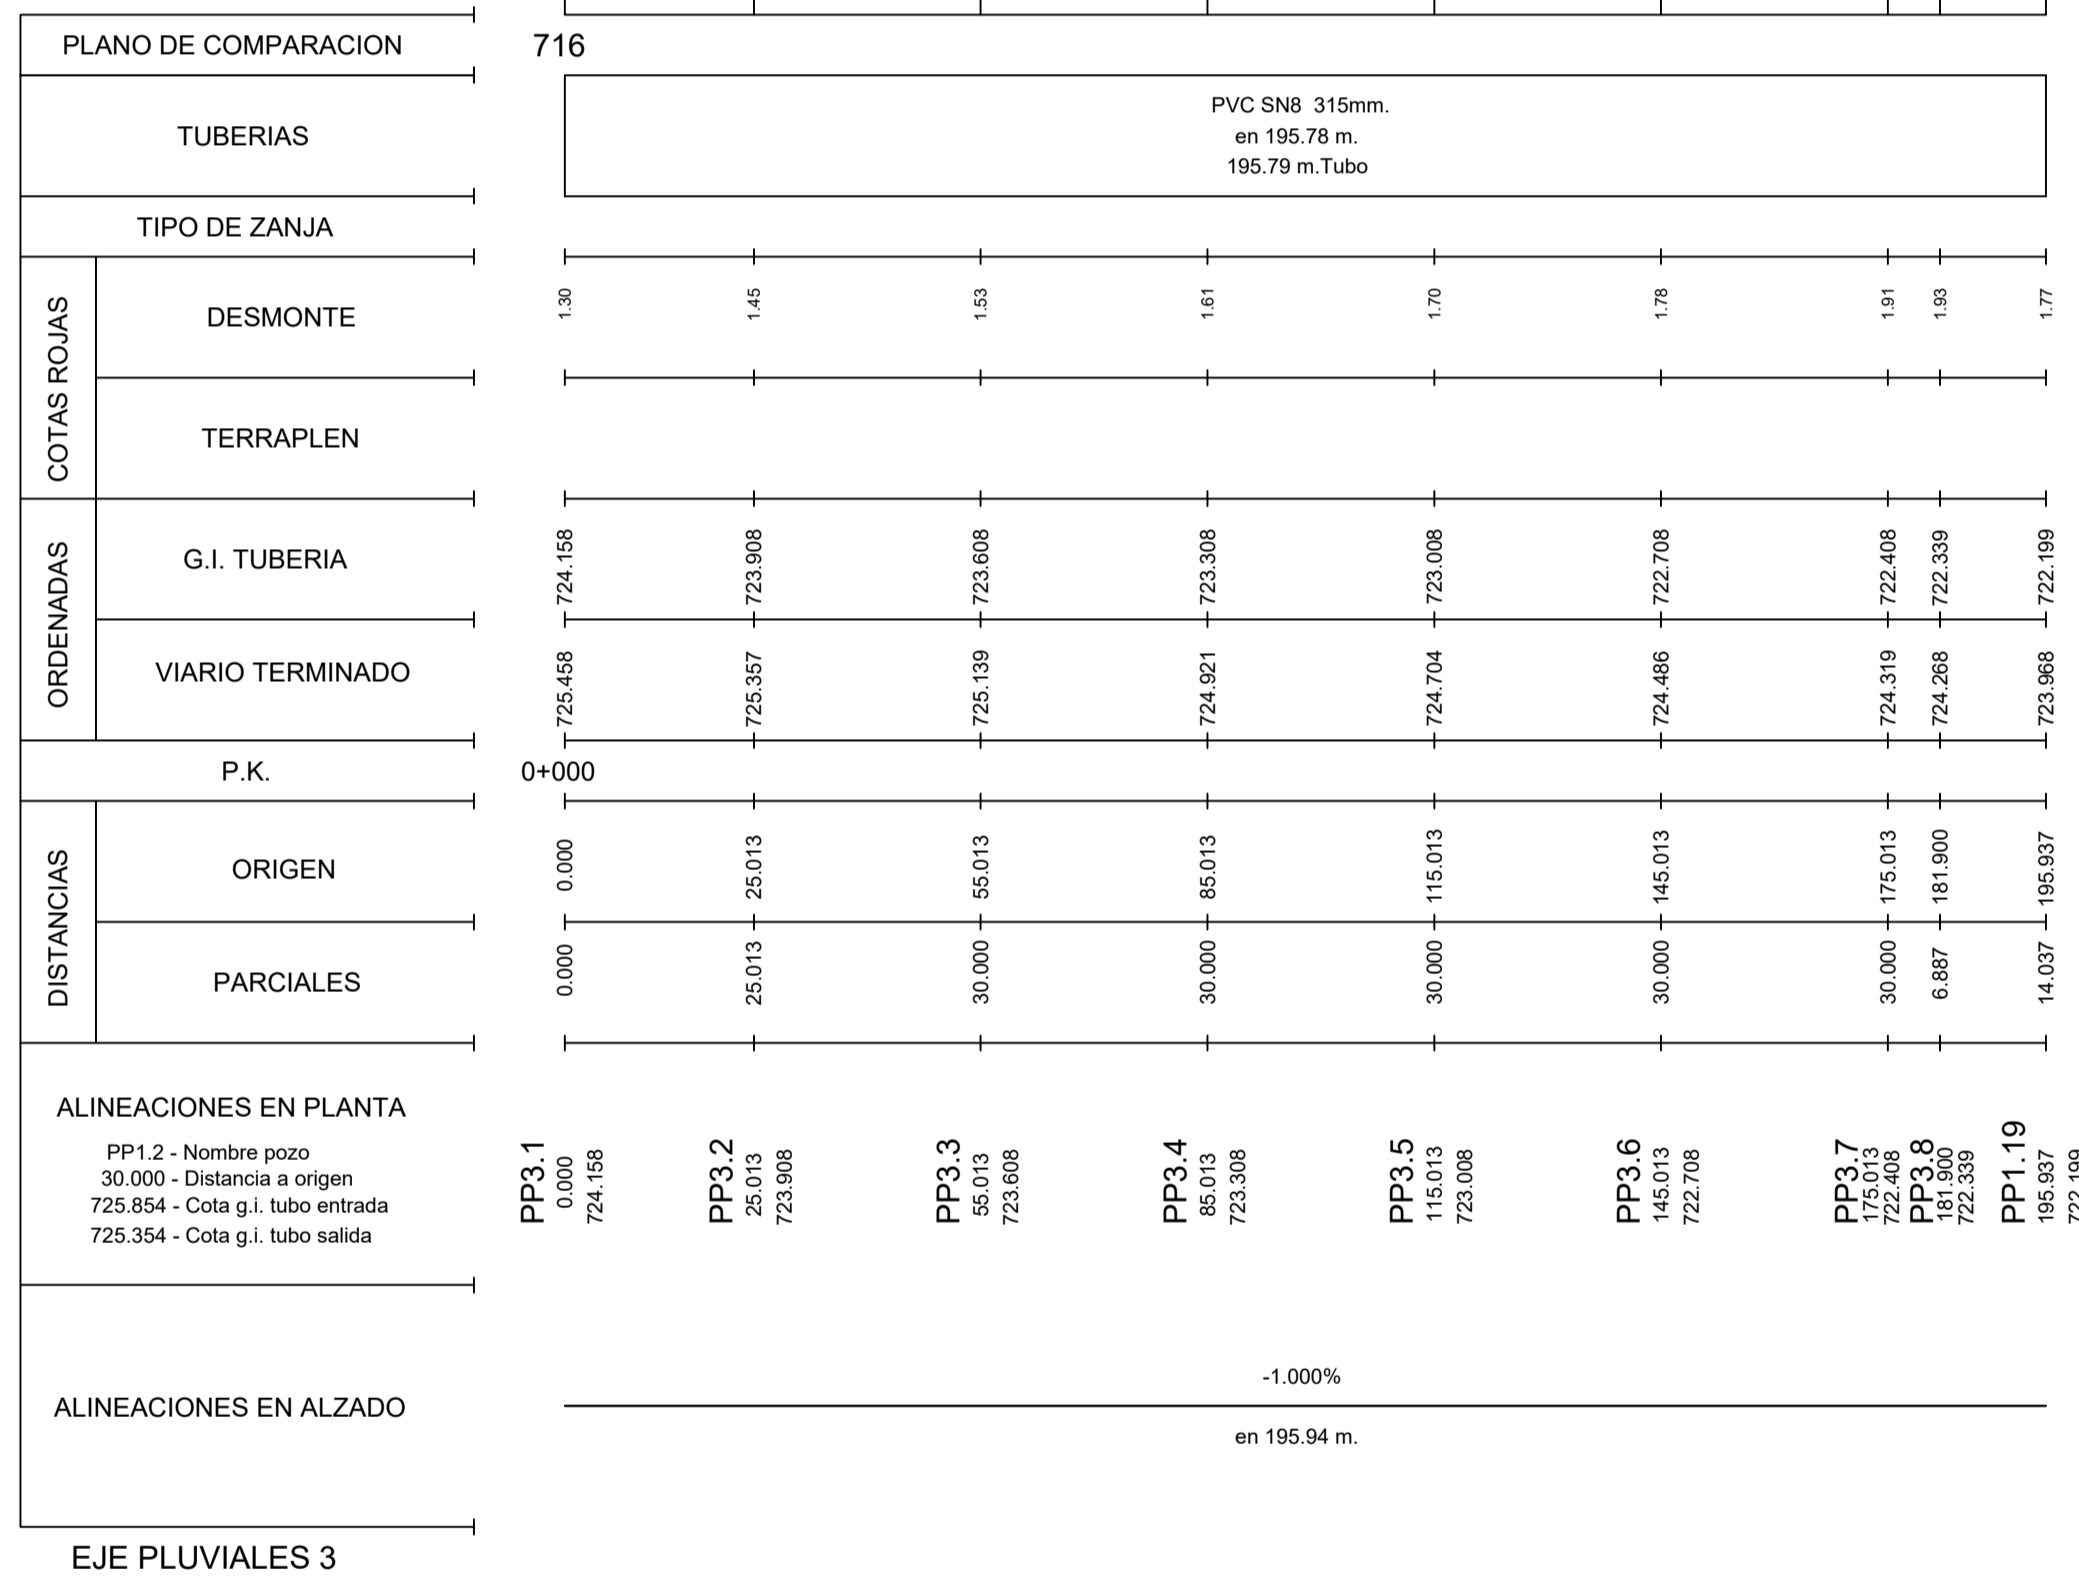 PLANO DE COMPARACION
716
TUBERIAS
PVC SN8 315mm.
en 195.78 m.
195.79 m.Tubo
TIPO DE ZANJA
COTAS ROJAS
DESMONTE
1.30 1.45 1.53 1.61 1.70 1.78 1.91 1.93 1.77
TERRAPLEN
ORDENADAS
G.I. TUBERIA
724.158 723.908 723.608 723.308 723.008 722.708 722.408 722.339 722.199
VIARIO TERMINADO
725.458 725.357 725.139 724.921 724.704 724.486 724.319 724.268 723.968
P.K.
0+000
DISTANCIAS
ORIGEN
0.000 25.013 55.013 85.013 115.013 145.013 175.013 181.900 195.937
PARCIALES
0.000 25.013 30.000 30.000 30.000 30.000 30.000 6.887 14.037
ALINEACIONES EN PLANTA
PP1.2 - Nombre pozo
30.000 - Distancia a origen
725.854 - Cota g.i. tubo entrada
725.354 - Cota g.i. tubo salida
PP3.1
0.000
724.158
PP3.2
25.013
723.908
PP3.3
55.013
723.608
PP3.4
85.013
723.308
PP3.5
115.013
723.008
PP3.6
145.013
722.708
PP3.7
175.013
722.408
PP3.8
181.900
722.339
PP1.19
195.937
722.199
ALINEACIONES EN ALZADO
-1.000%
en 195.94 m.
EJE PLUVIALES 3